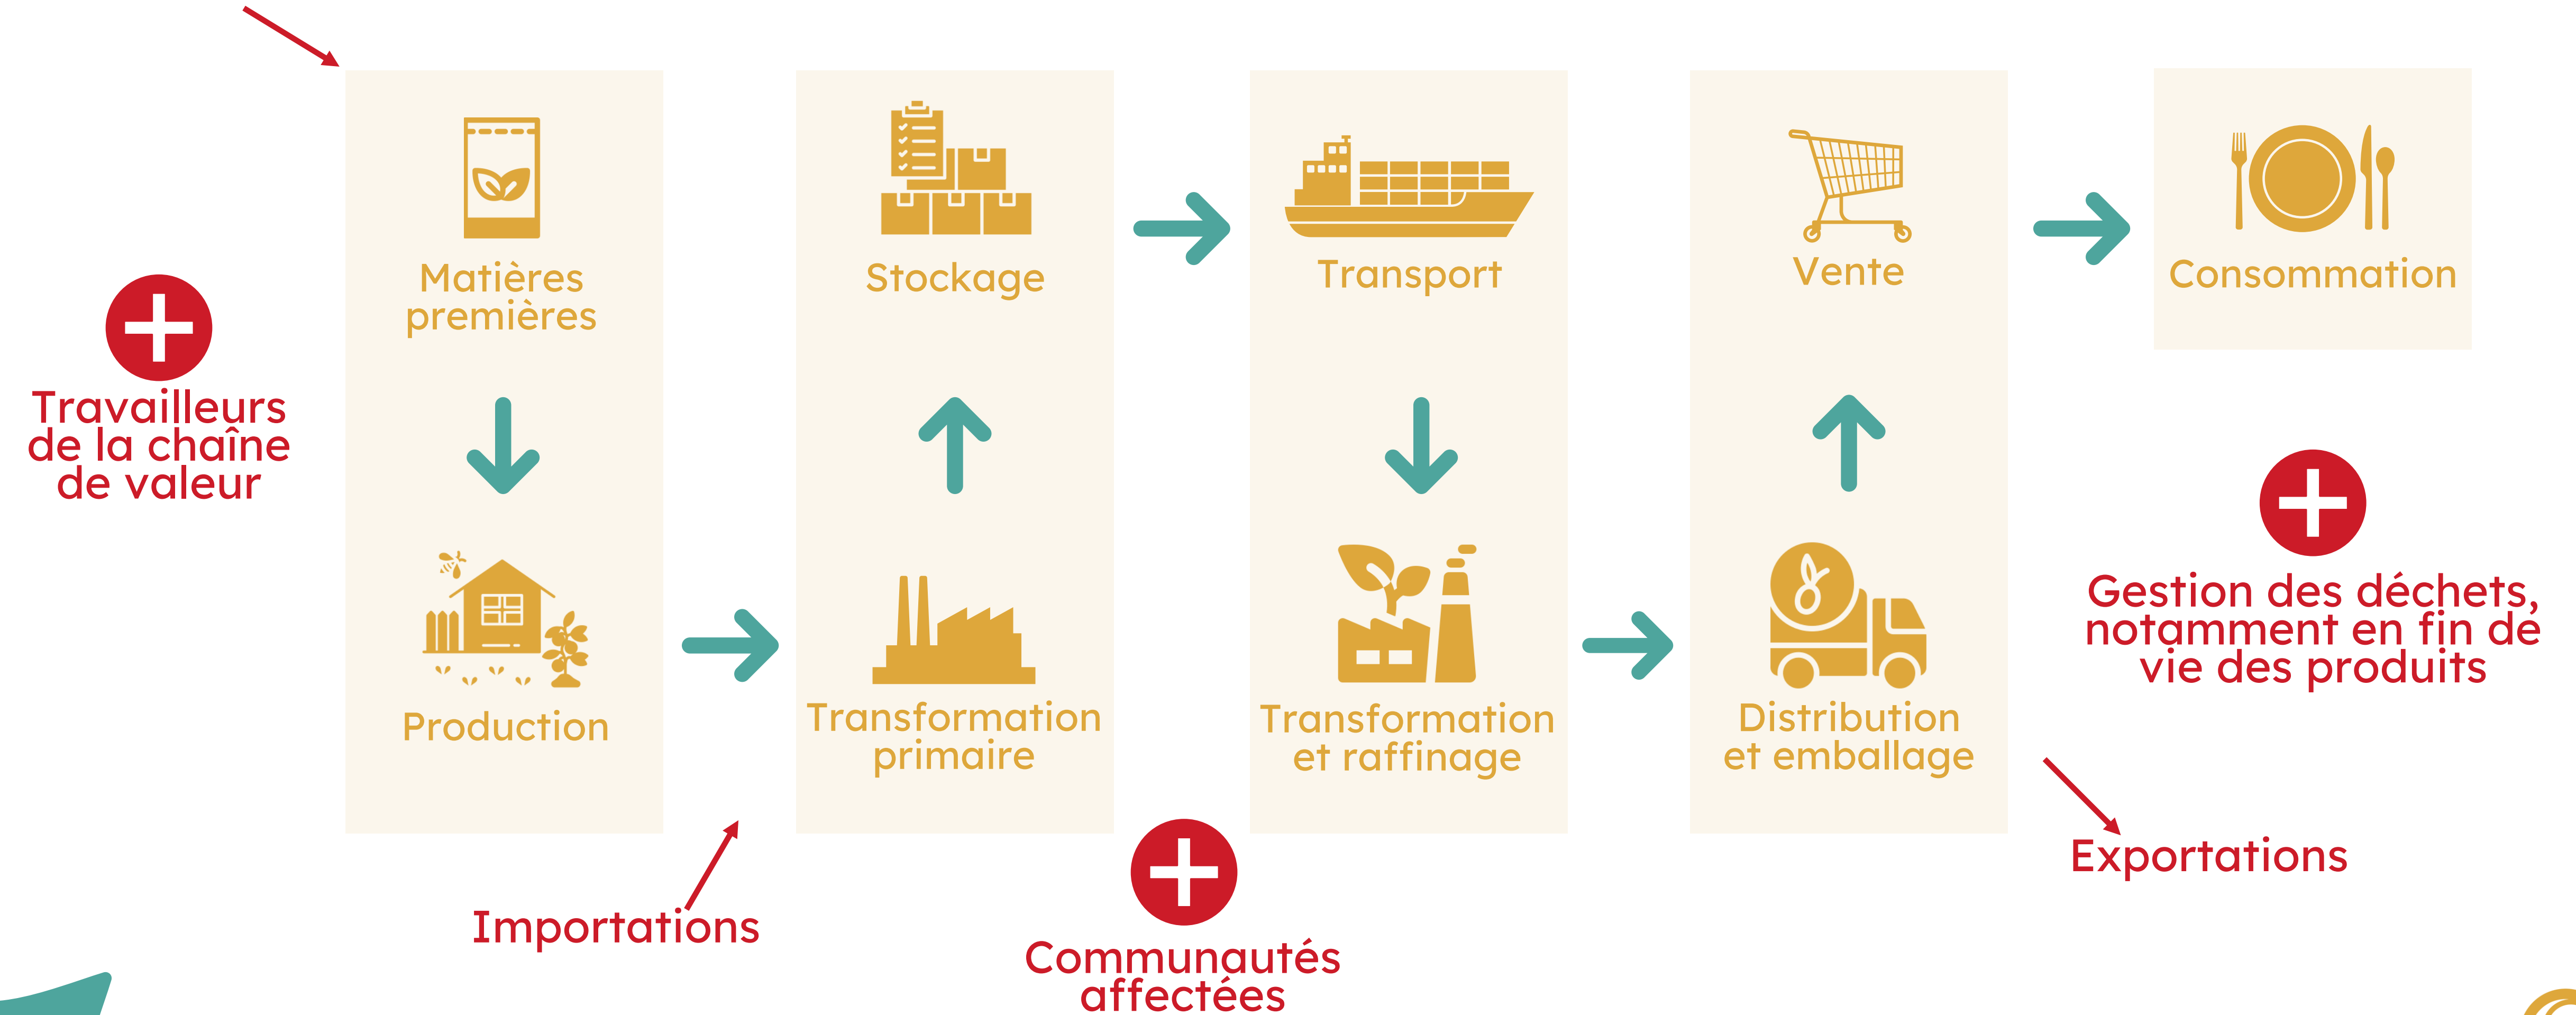 Matières
premières
Stockage
Transport
Vente
Consommation
Travailleurs
de la chaîne
de valeur
Production
Transformation
primaire
Transformation
et raffinage
Distribution
et emballage
Gestion des déchets,
notamment en fin de
vie des produits
Importations
Exportations
Communautés
affectées